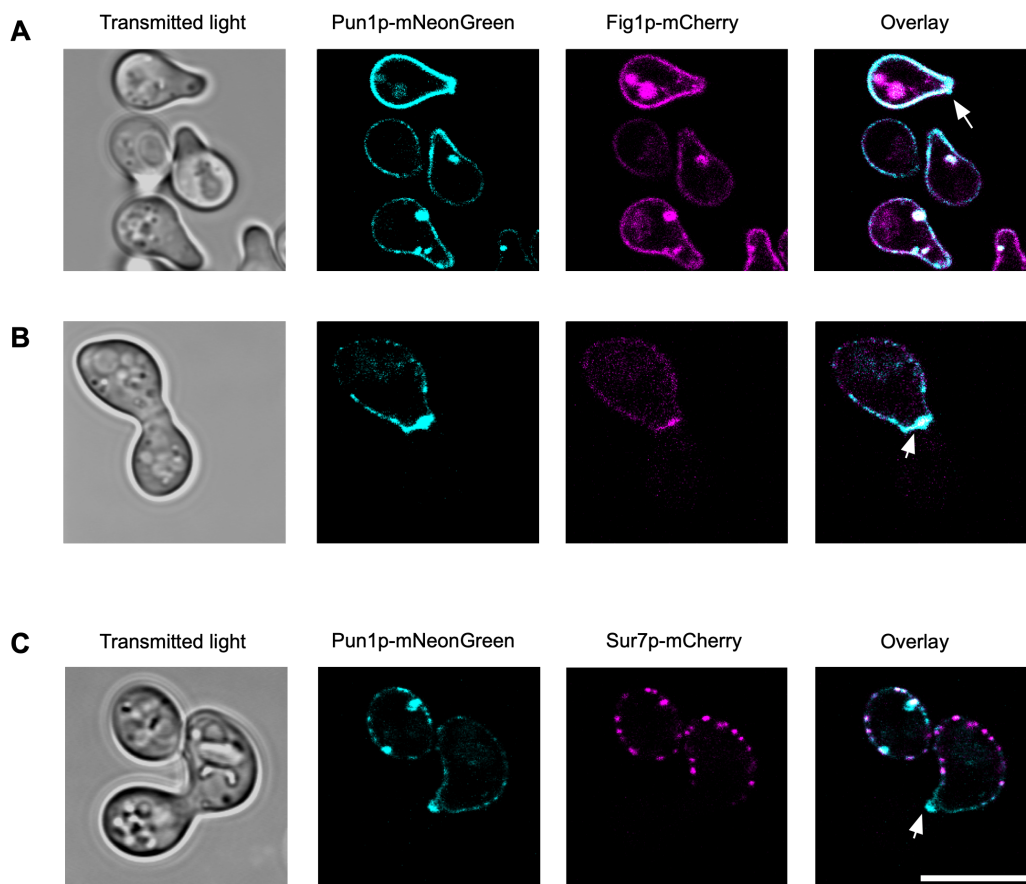 A
Transmitted light Pun1p-mNeonGreen Fig1p-mCherry Overlay
B
C
Transmitted light Pun1p-mNeonGreen Sur7p-mCherry Overlay